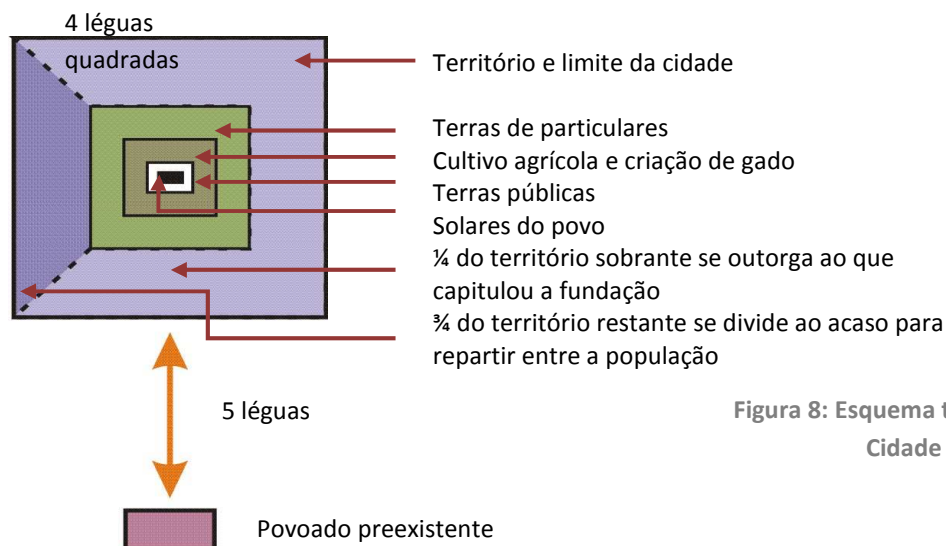 4 léguas
quadradas
Território e limite da cidade
Terras de particulares
Cultivo agrícola e criação de gado
Terras públicas
Solares do povo
¼ do território sobrante se outorga ao que
capitulou a fundação
¾ do território restante se divide ao acaso para
repartir entre a população
5 léguas
Figura 8: Esquema
Cidade
Povoado preexistente